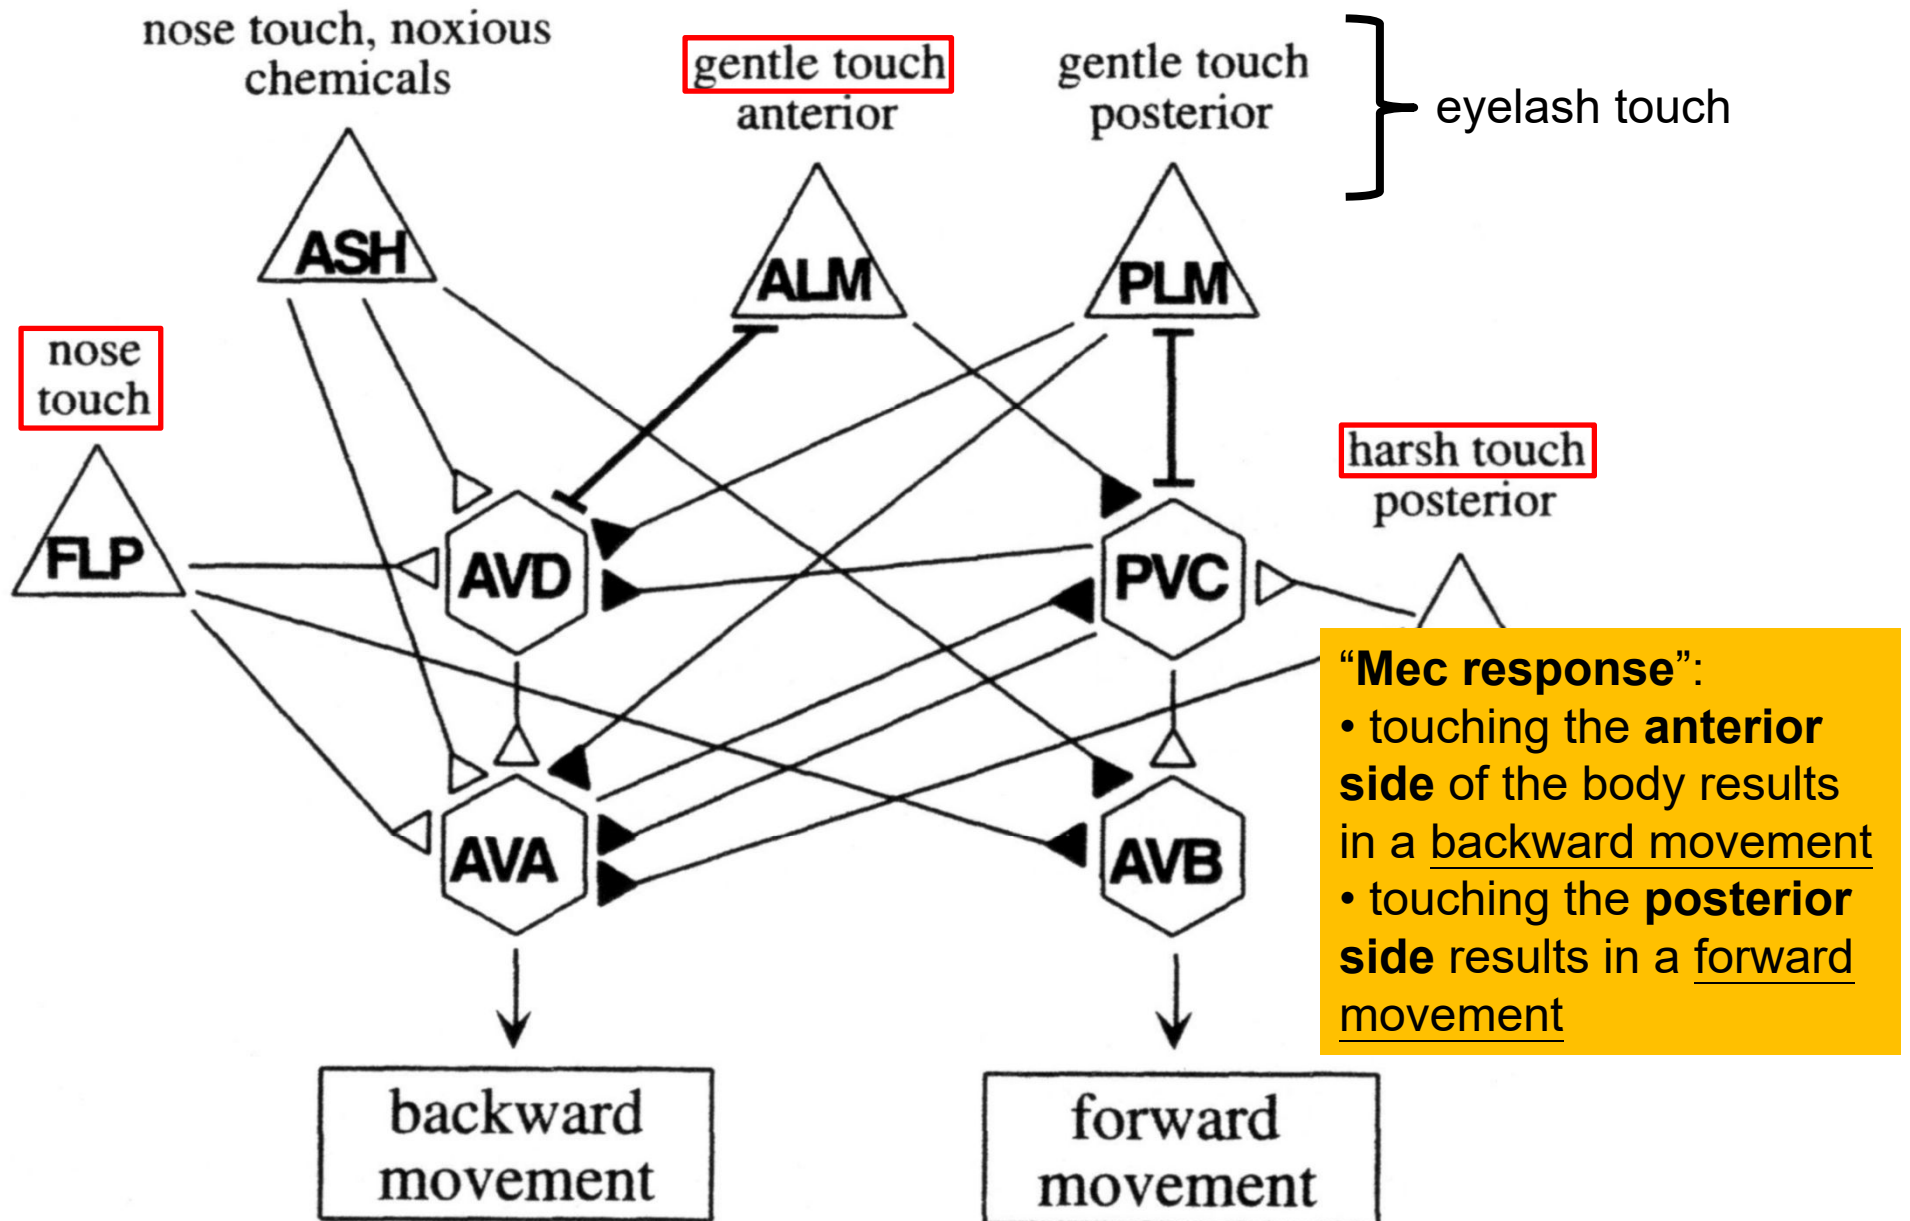 nose touch, noxious
chemicals
gentle touch
anterior
gentle touch
posterior
eyelash touch
ASH
ALM
PLM
nose
touch
harsh touch
posterior
FLP
AVD
PVC
AVA
AVB
“Mec response”:
• touching the anterior
side of the body results
in a backward movement
• touching the posterior
side results in a forward
movement
backward
movement
forward
movement